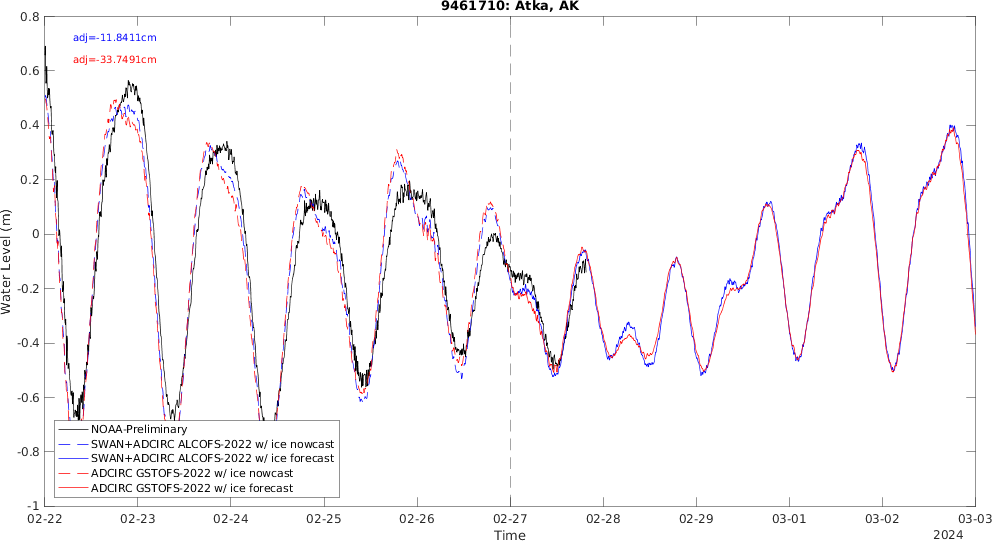 9461710: Atka, AK
adj=-11.8411cm
adj=-33.7491cm
0.8
0.6
0.4
0.2
0
-0.2
-0.4
-0.6
-0.8
-1
Water Level (m)
NOAA-Preliminary
SWAN+ADCIRC ALCOFS-2022 w/ ice nowcast
SWAN+ADCIRC ALCOFS-2022 w/ ice forecast
ADCIRC GSTOFS-2022 w/ ice nowcast
ADCIRC GSTOFS-2022 w/ ice forecast
02-22 02-23 02-24 02-25 02-26 02-27 02-28 02-29 03-01 03-02 03-03
Time
2024